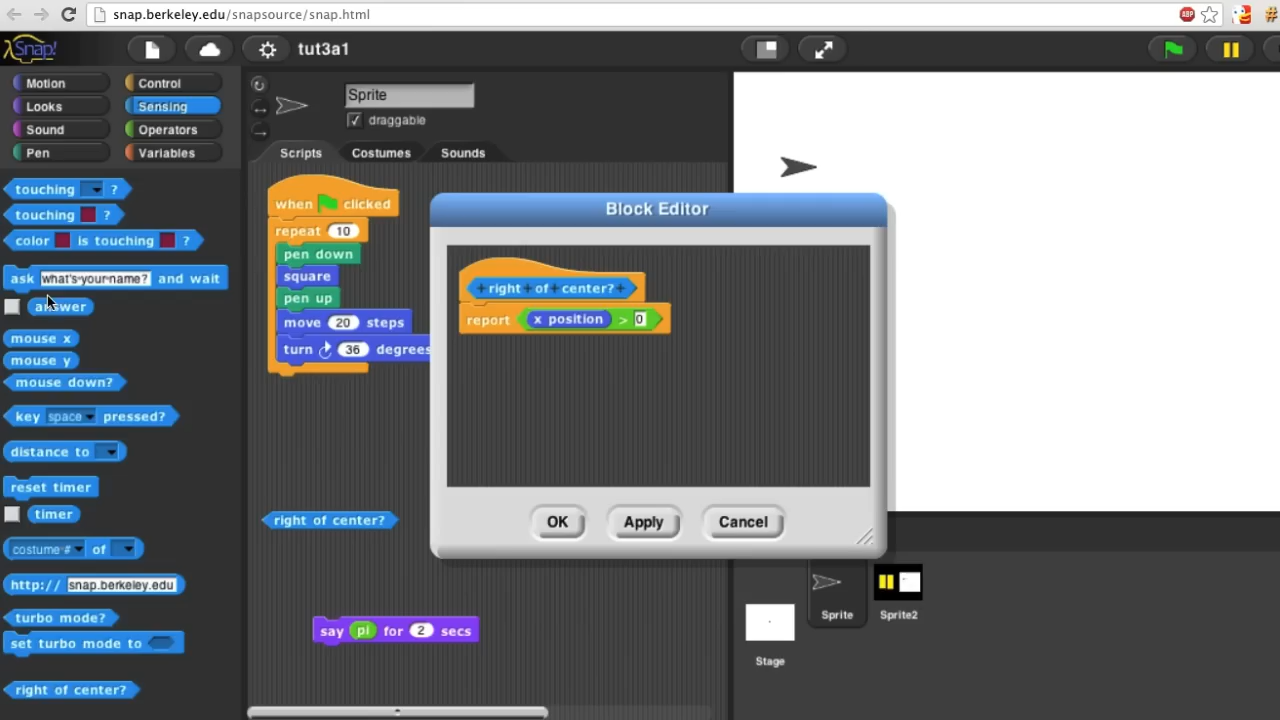 snap.berkeley.edu/snapsource/snap.html
ABP
λSnap!
tut3a1
Motion
Control
Looks
Sensing
Sound
Operators
Pen
Variables
Sprite
draggable
Scripts
Costumes
Sounds
touching ?
touching ?
color is touching ?
ask what's your name? and wait
answer
mouse x
mouse y
mouse down?
key space pressed?
distance to
reset timer
timer
costume # of
http:// snap.berkeley.edu
turbo mode?
set turbo mode to
right of center?
when clicked
repeat 10
pen down
square
pen up
move 20 steps
turn 36 degrees
right of center?
say pi for 2 secs
Block Editor
+ right + of + center? +
report x position > 0
OK
Apply
Cancel
Stage
Sprite
Sprite2